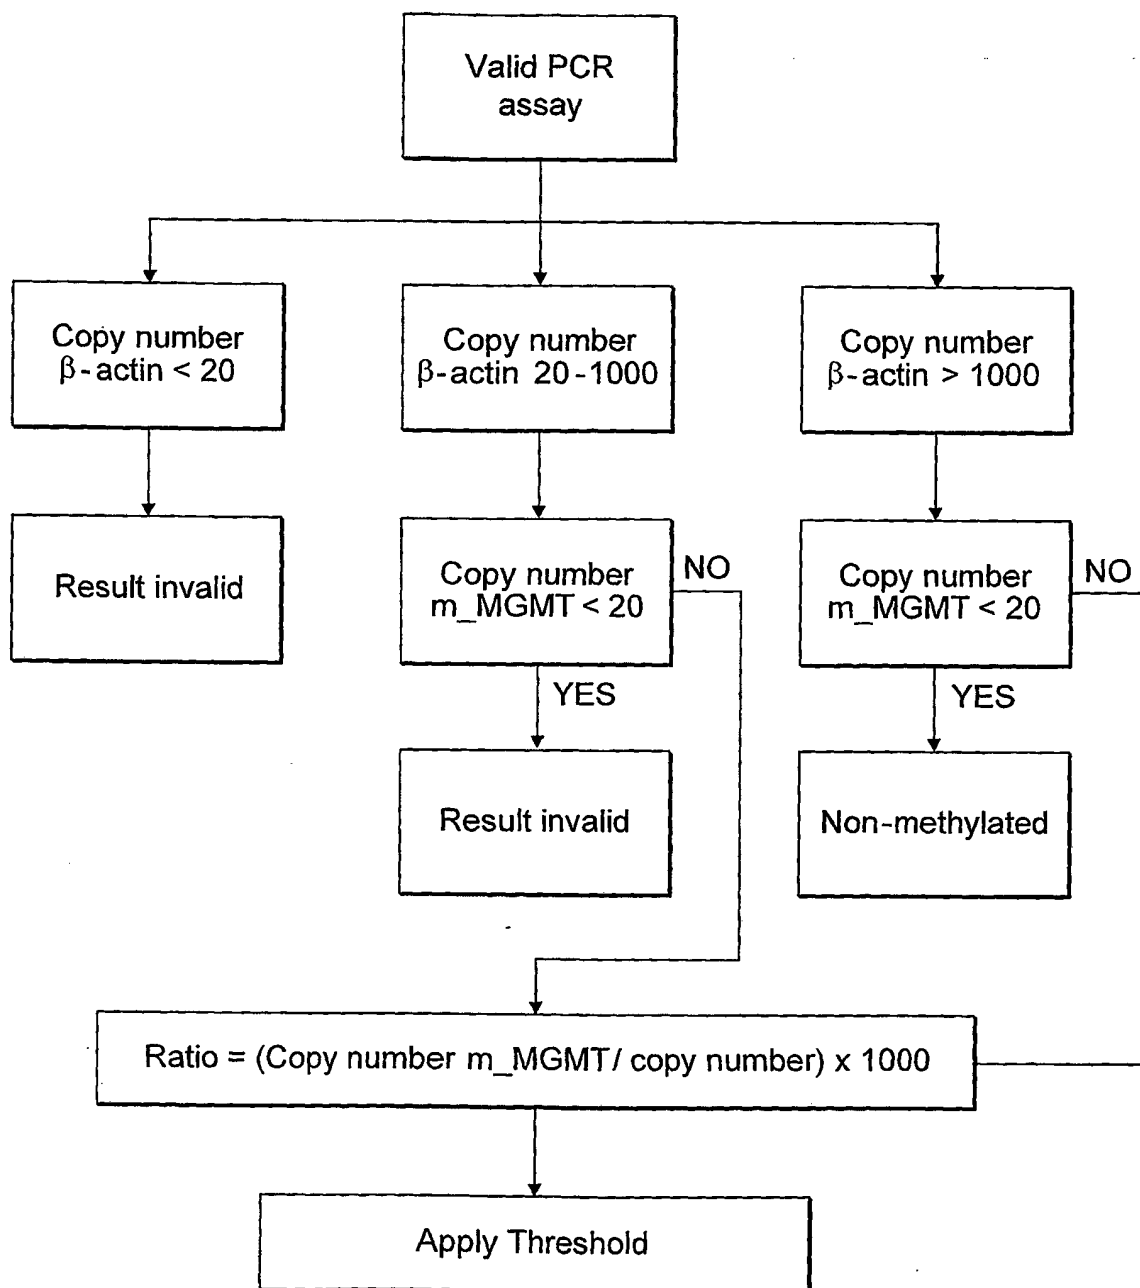 Valid PCR
assay
Copy number
β-actin < 20
Copy number
β-actin 20-1000
Copy number
β-actin > 1000
Result invalid
Copy number
m_MGMT < 20
NO
Copy number
m_MGMT < 20
NO
YES
YES
Result invalid
Non-methylated
Ratio = (Copy number m_MGMT/ copy number) x 1000
Apply Threshold